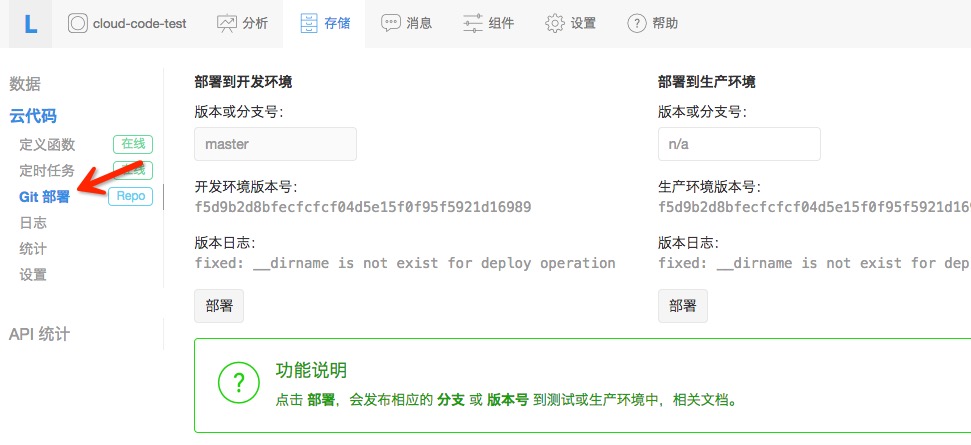 L cloud-code-test 分析 存储 消息 组件 设置 ? 帮助
数据
云代码
定义函数 在线
定时任务 在线
Git 部署 Repo
日志
统计
设置
API 统计
部署到开发环境
版本或分支号：
master
开发环境版本号：
f5d9b2d8bfecfcfcf04d5e15f0f95f5921d16989
版本日志：
fixed: __dirname is not exist for deploy operation
部署
部署到生产环境
版本或分支号：
n/a
生产环境版本号：
f5d9b2d8bfecfcfcf04d5e15f0f95f5921d169
版本日志：
fixed: __dirname is not exist for dep
部署
?
功能说明
点击 部署，会发布相应的 分支 或 版本号 到测试或生产环境中，相关文档。